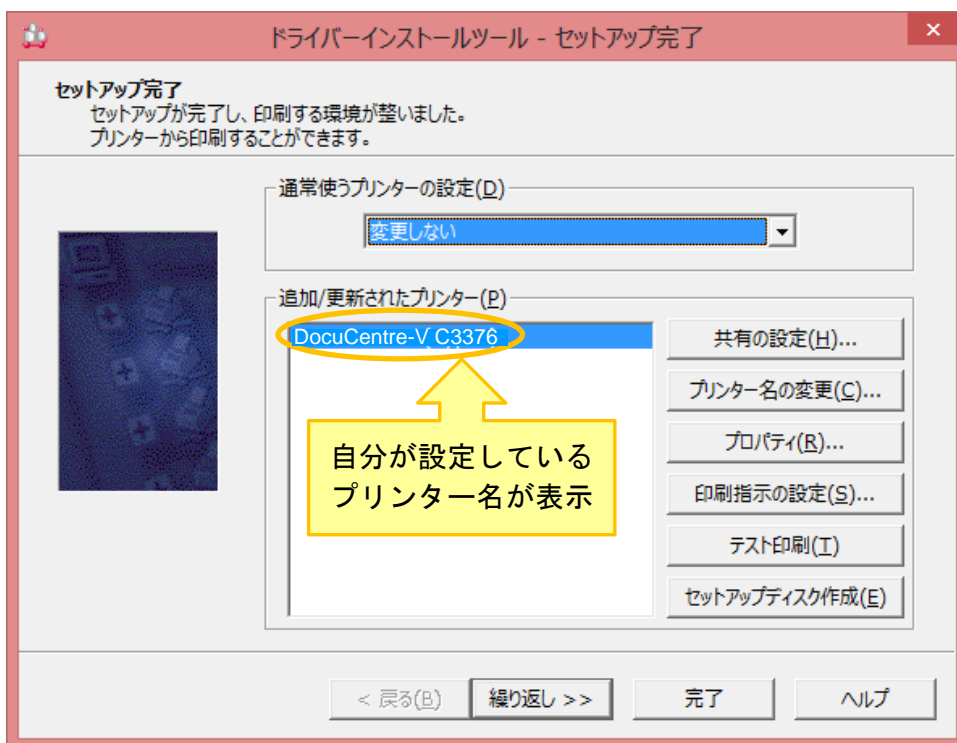 ドライバーインストールツール - セットアップ完了
×
セットアップ完了
セットアップが完了し、印刷する環境が整いました。
プリンターから印刷することができます。
通常使うプリンターの設定(D)
変更しない
追加/更新されたプリンター(P)
DocuCentre-V C3376
自分が設定している
プリンター名が表示
共有の設定(H)...
プリンター名の変更(C)...
プロパティ(R)...
印刷指示の設定(S)...
テスト印刷(T)
セットアップディスク作成(E)
< 戻る(B)
繰り返し >>
完了
ヘルプ